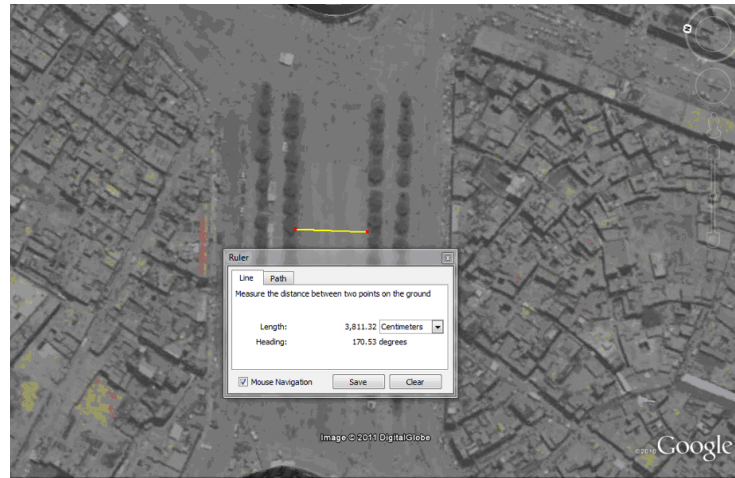 N
Ruler
Line Path
Measure the distance between two points on the ground
Length: 3,811.32 Centimeters
Heading: 170.53 degrees
Mouse Navigation Save Clear
Image © 2011 DigitalGlobe
©2010 Google